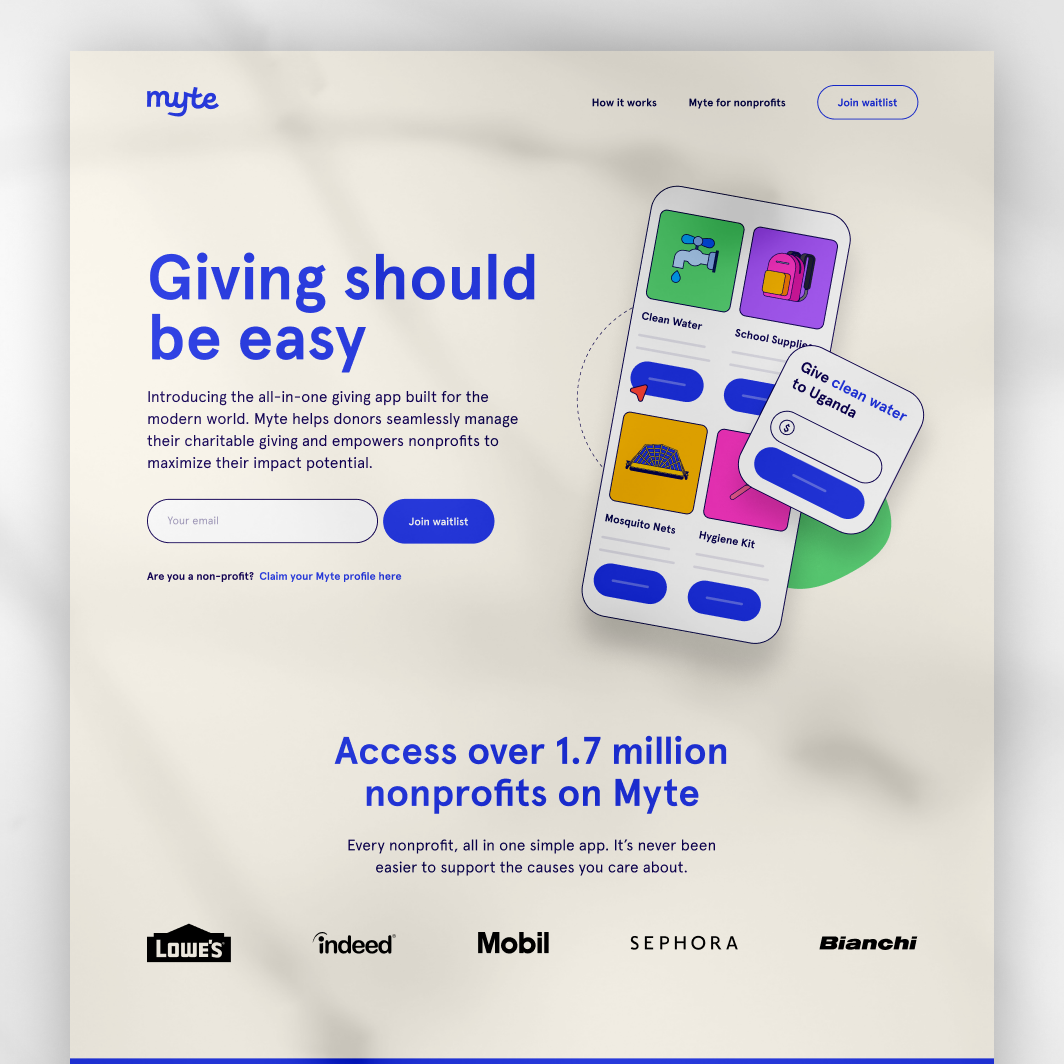 myte
How it works
Myte for nonprofits
Join waitlist
Giving should
be easy
Introducing the all-in-one giving app built for the
modern world. Myte helps donors seamlessly manage
their charitable giving and empowers nonprofits to
maximize their impact potential.
Your email
Join waitlist
Are you a non-profit? Claim your Myte profile here
Clean Water
School Supplies
Give clean water
to Uganda
$
Mosquito Nets
Hygiene Kit
Access over 1.7 million
nonprofits on Myte
Every nonprofit, all in one simple app. It’s never been
easier to support the causes you care about.
LOWE'S
indeed
Mobil
SEPHORA
Bianchi